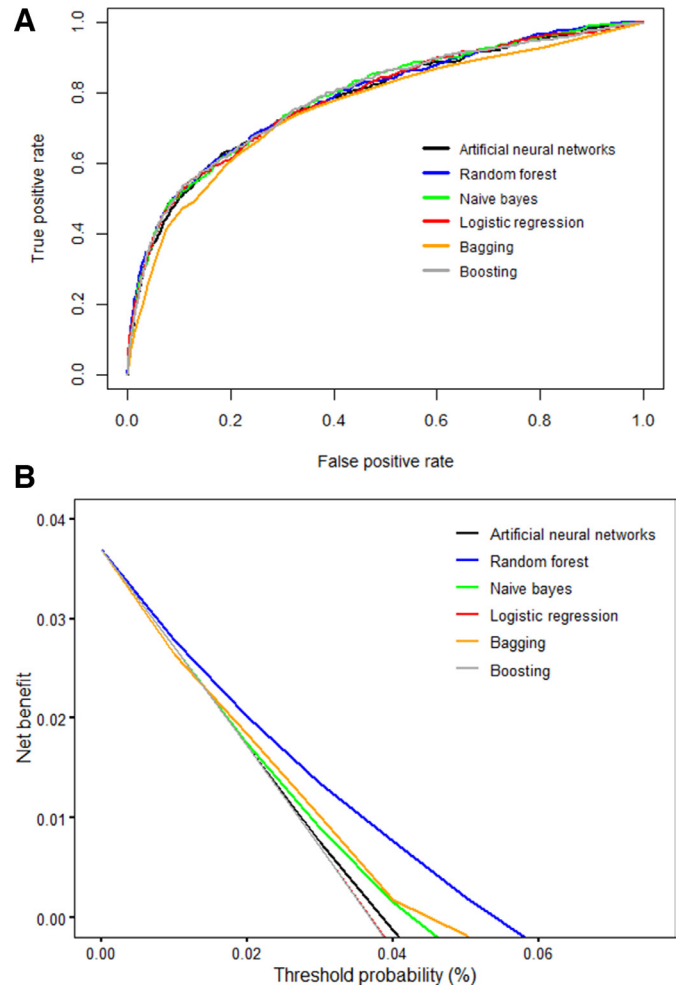 A
True positive rate
1.0
0.8
0.6
0.4
0.2
0.0
Artificial neural networks
Random forest
Naive bayes
Logistic regression
Bagging
Boosting
0.0 0.2 0.4 0.6 0.8 1.0
False positive rate
B
Net benefit
0.04
0.03
0.02
0.01
0.00
Artificial neural networks
Random forest
Naive bayes
Logistic regression
Bagging
Boosting
0.00 0.02 0.04 0.06
Threshold probability (%)